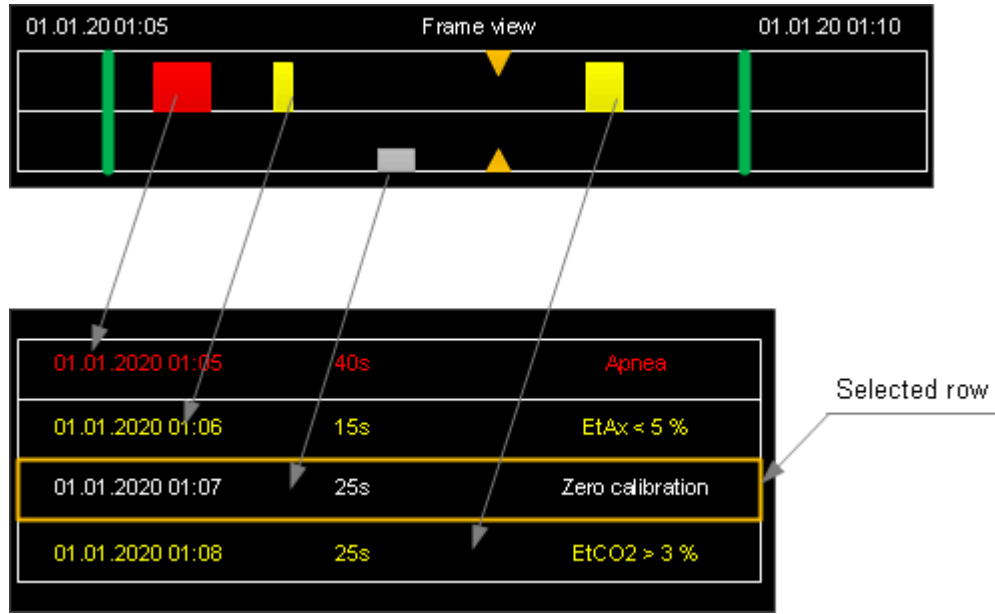 01.01.20 01:05 Frame view 01.01.20 01:10
01.01.2020 01:05 40s Apnea
Selected row
01.01.2020 01:06 15s EtAx < 5 %
01.01.2020 01:07 25s Zero calibration
01.01.2020 01:08 25s EtCO2 > 3 %